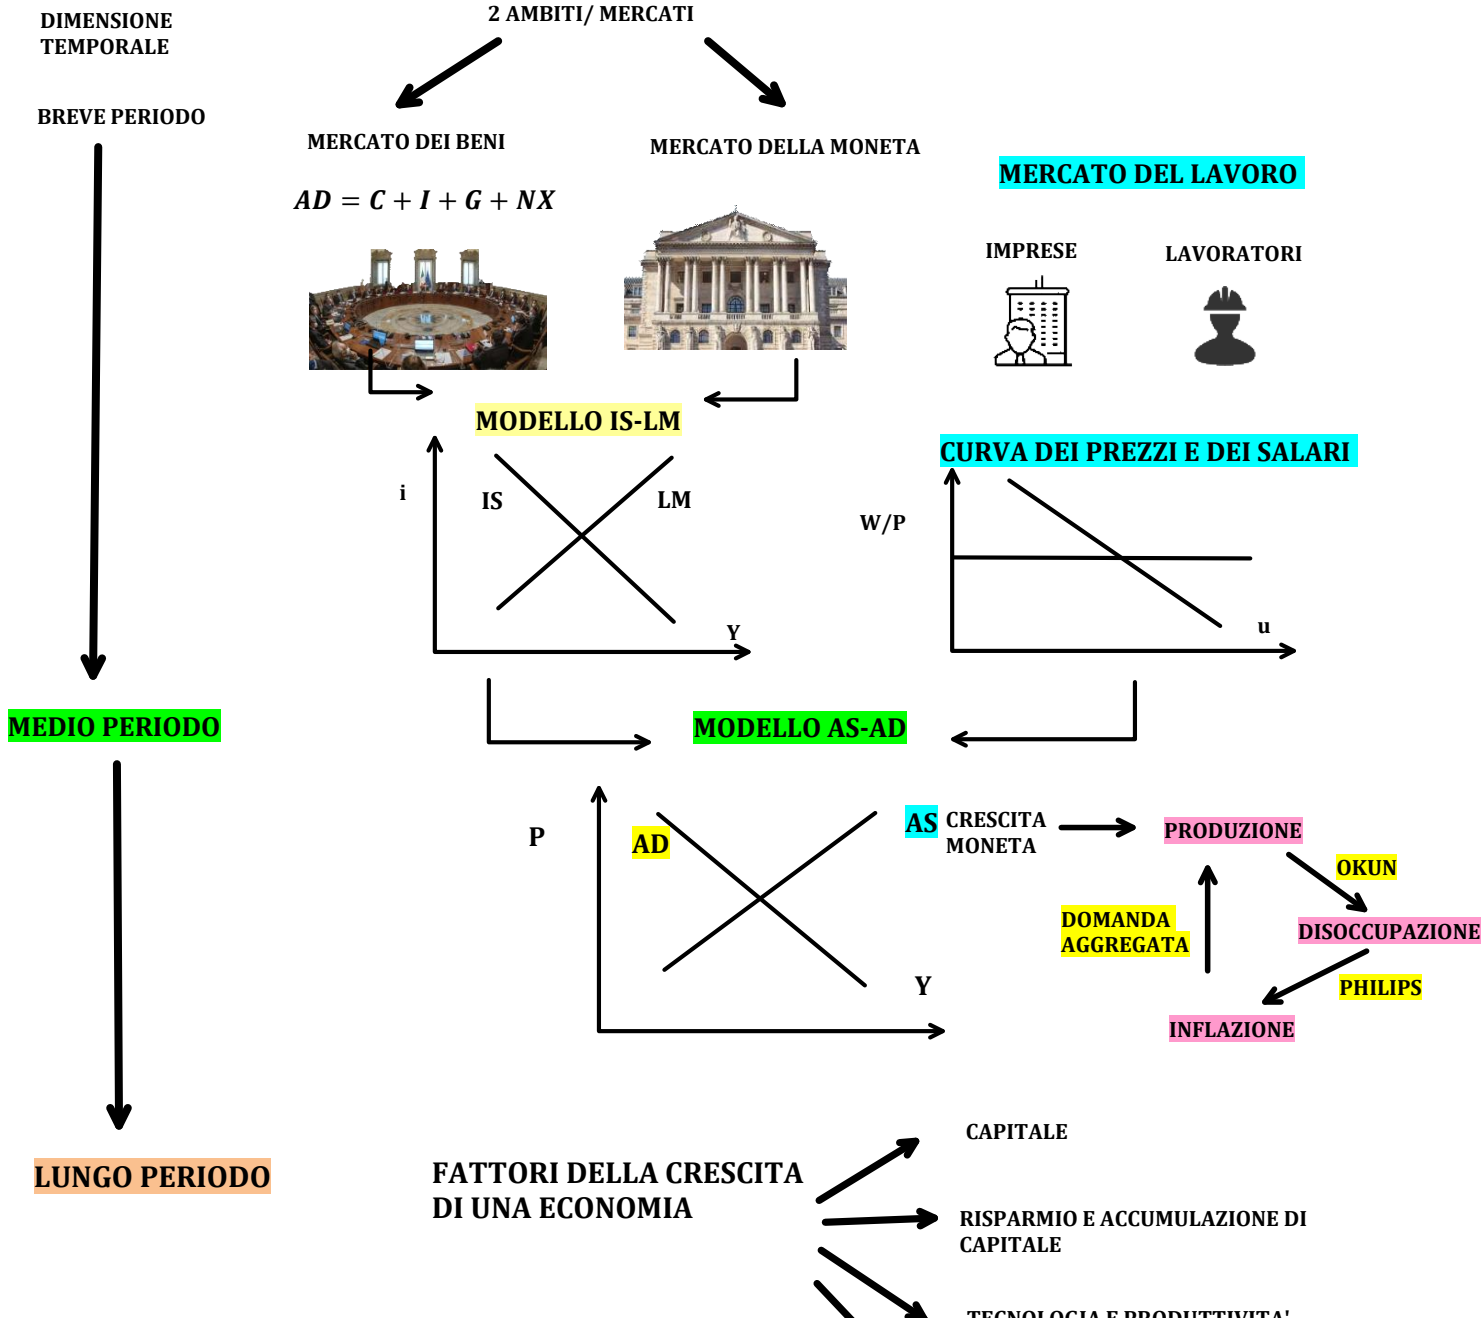 DIMENSIONE
TEMPORALE
2 AMBITI/ MERCATI
BREVE PERIODO
MERCATO DEI BENI
MERCATO DELLA MONETA
MERCATO DEL LAVORO
AD = C + I + G + NX
IMPRESE
LAVORATORI
MODELLO IS-LM
CURVA DEI PREZZI E DEI SALARI
i
IS
LM
W/P
Y
u
MEDIO PERIODO
MODELLO AS-AD
P
AD
AS
CRESCITA
MONETA
PRODUZIONE
OKUN
DOMANDA
AGGREGATA
DISOCCUPAZIONE
PHILIPS
Y
INFLAZIONE
LUNGO PERIODO
FATTORI DELLA CRESCITA
DI UNA ECONOMIA
CAPITALE
RISPARMIO E ACCUMULAZIONE DI
CAPITALE
TECNOLOGIA E PRODUTTIVITA'